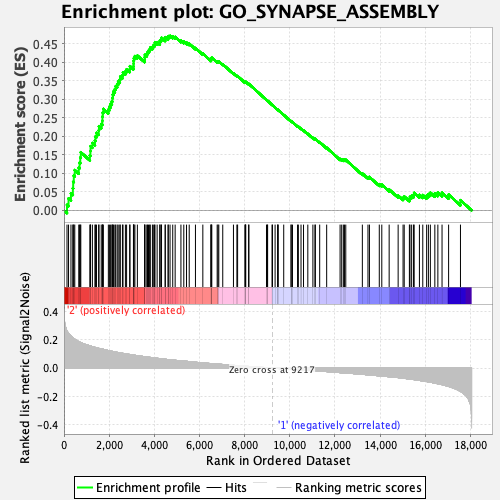 Enrichment plot: GO_SYNAPSE_ASSEMBLY
Enrichment score (ES)
0.45
0.40
0.35
0.30
0.25
0.20
0.15
0.10
0.05
0.00
'2' (positively correlated)
Ranked list metric (Signal2Noise)
0.4
0.2
0.0
-0.2
-0.4
Zero cross at 9217
'1' (negatively correlated)
0 2,000 4,000 6,000 8,000 10,000 12,000 14,000 16,000 18,000
Rank in Ordered Dataset
Enrichment profile Hits Ranking metric scores